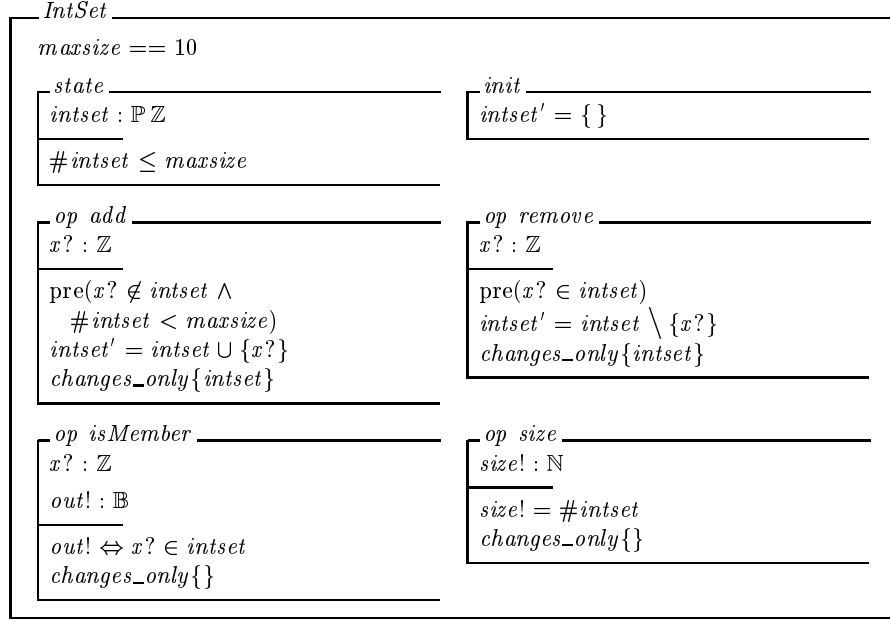 IntSet
maxsize == 10
state
intset : ℙ ℤ
#intset ≤ maxsize
init
intset′ = { }
op add
x? : ℤ
pre(x? ∉ intset ∧
#intset < maxsize)
intset′ = intset ∪ {x?}
changes_only{intset}
op remove
x? : ℤ
pre(x? ∈ intset)
intset′ = intset \ {x?}
changes_only{intset}
op isMember
x? : ℤ
out! : 𝔹
out! ⇔ x? ∈ intset
changes_only{}
op size
size! : ℕ
size! = #intset
changes_only{}